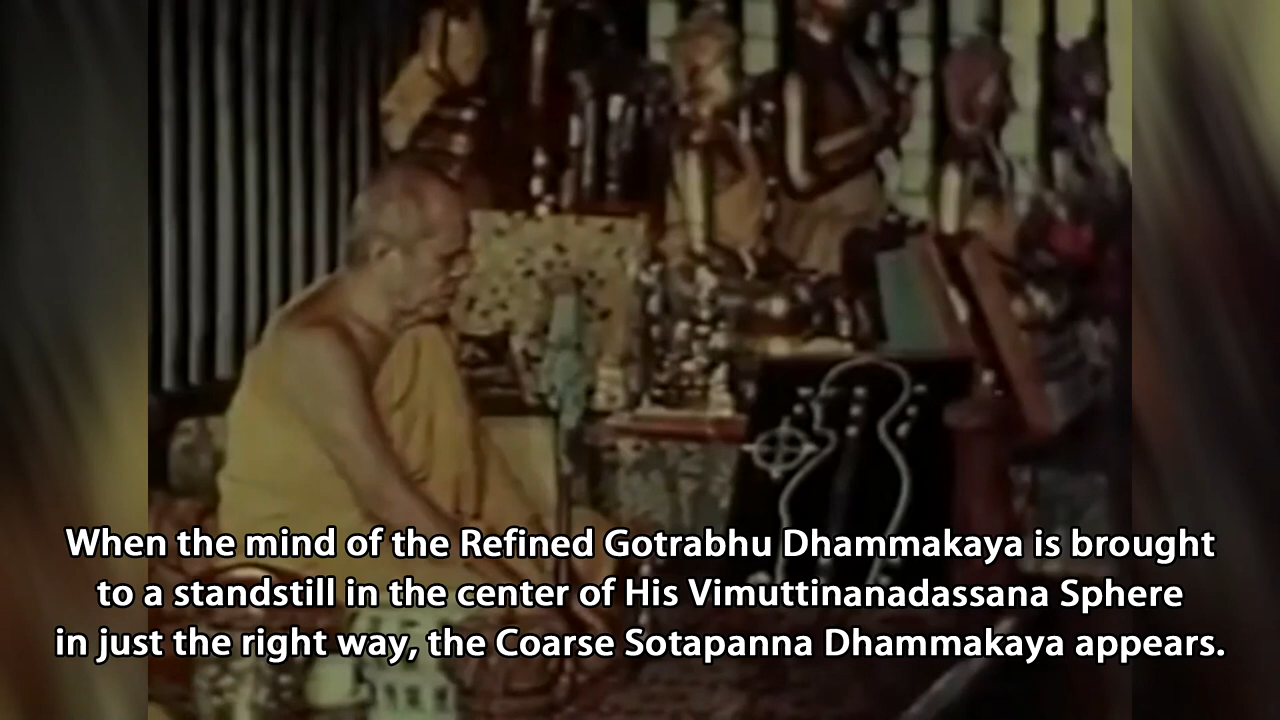 When the mind of the Refined Gotrabhu Dhammakaya is brought
to a standstill in the center of His Vimuttinanadassana Sphere
in just the right way, the Coarse Sotapanna Dhammakaya appears.